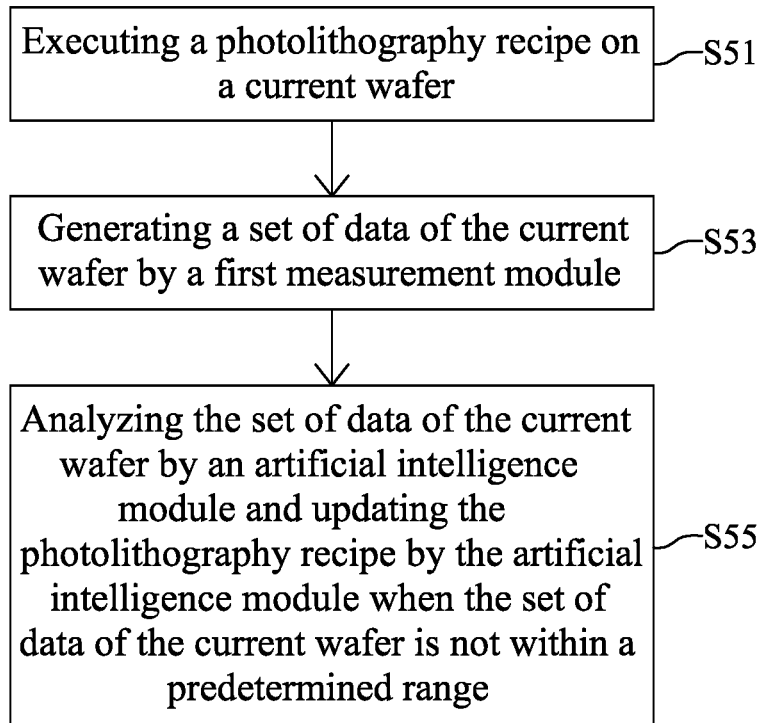 Executing a photolithography recipe on
a current wafer
S51
Generating a set of data of the current
wafer by a first measurement module
S53
Analyzing the set of data of the current
wafer by an artificial intelligence
module and updating the
photolithography recipe by the artificial
intelligence module when the set of
data of the current wafer is not within a
predetermined range
S55